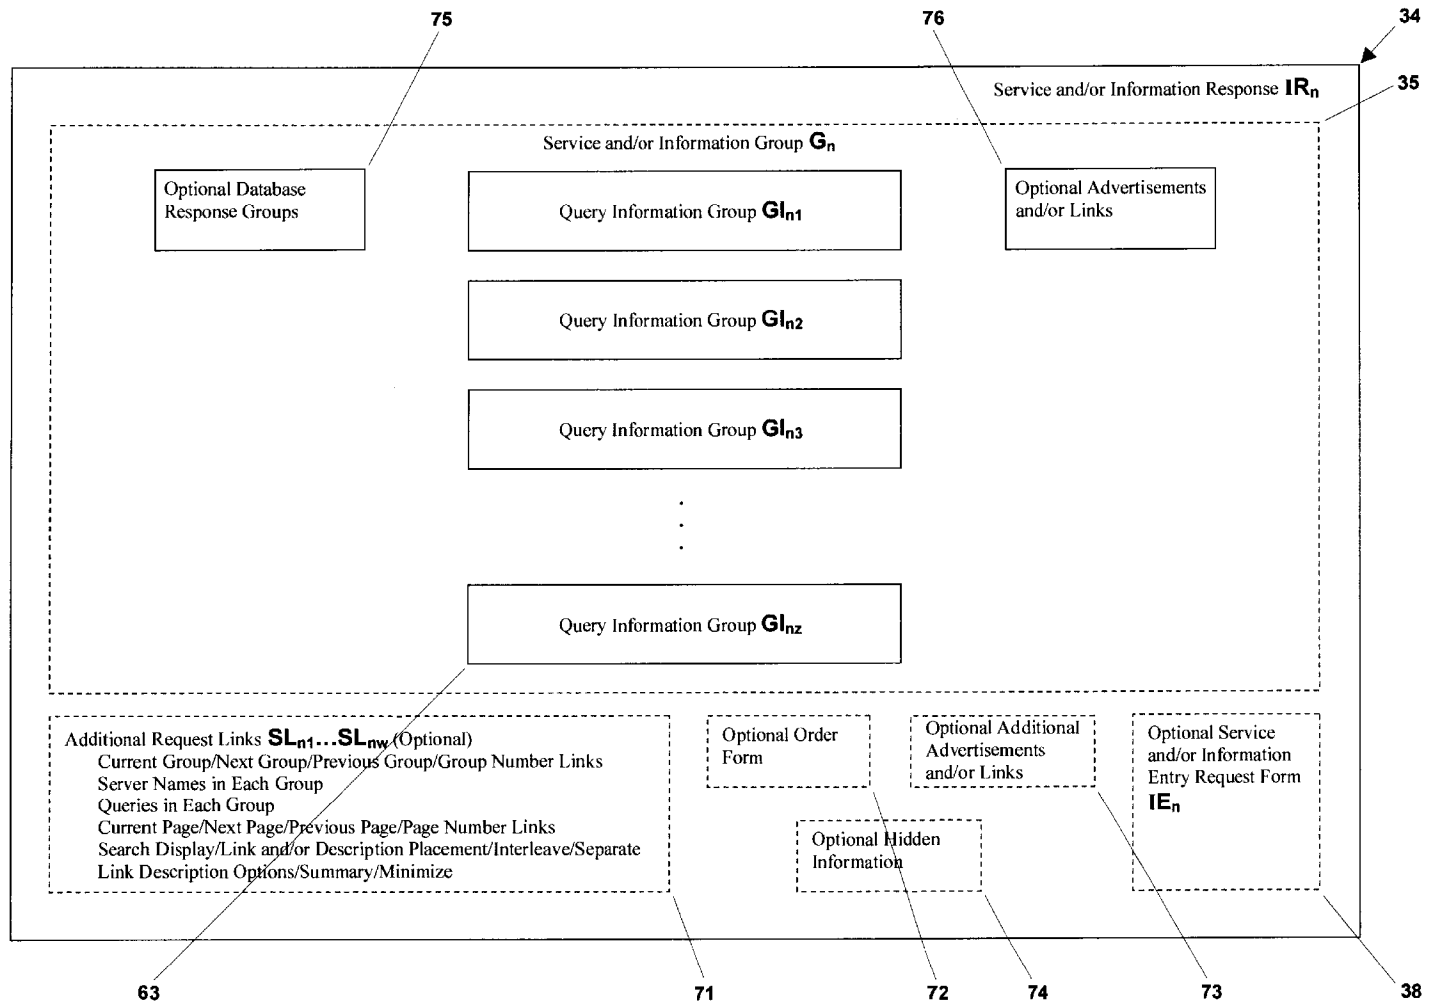 75
76
34
Service and/or Information Response IRn
35
Service and/or Information Group Gn
Optional Database
Response Groups
Query Information Group GIn1
Optional Advertisements
and/or Links
Query Information Group GIn2
Query Information Group GIn3
.
.
.
Query Information Group GInz
Additional Request Links SLn1...SLnw (Optional)
Current Group/Next Group/Previous Group/Group Number Links
Server Names in Each Group
Queries in Each Group
Current Page/Next Page/Previous Page/Page Number Links
Search Display/Link and/or Description Placement/Interleave/Separate
Link Description Options/Summary/Minimize
Optional Order
Form
Optional Additional
Advertisements
and/or Links
Optional Service
and/or Information
Entry Request Form
IEn
Optional Hidden
Information
63
71
72
74
73
38